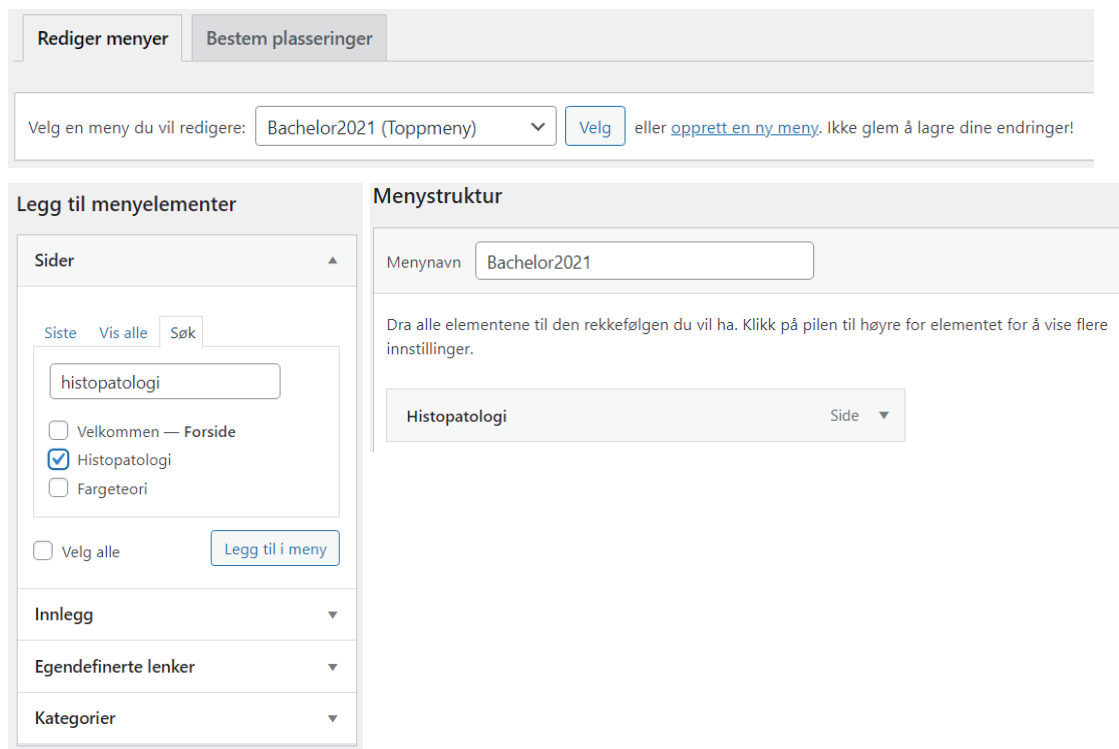 Rediger menyer
Bestem plasseringer
Velg en meny du vil redigere: Bachelor2021 (Toppmeny) Velg eller opprett en ny meny. Ikke glem å lagre dine endringer!
Legg til menyelementer
Sider
Siste Vis alle Søk
histopatologi
Velkommen — Forside
Histopatologi
Fargeteori
Velg alle Legg til i meny
Innlegg
Egendefinerte lenker
Kategorier
Menystruktur
Menynavn Bachelor2021
Dra alle elementene til den rekkefølgen du vil ha. Klikk på pilen til høyre for elementet for å vise flere
innstillinger.
Histopatologi Side